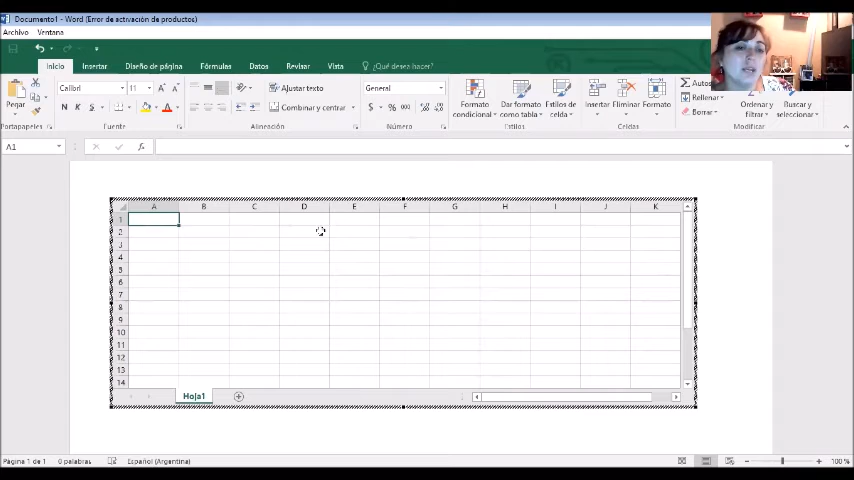 Documento1 - Word (Error de activación de productos)
Archivo Ventana
Inicio Insertar Diseño de página Fórmulas Datos Revisar Vista ¿Qué desea hacer?
Pegar
Calibri 11
N K S
Ajustar texto
Combinar y centrar
General
$ % 000
Formato condicional
Dar formato como tabla
Estilos de celda
Insertar Eliminar Formato
Rellenar
Borrar
Ordenar y filtrar
Buscar y seleccionar
Portapapeles Fuente Alineación Número Estilos Celdas Modificar
A1 fx
A B C D E F G H I J K
1
2
3
4
5
6
7
8
9
10
11
12
13
14
Hoja1
Página 1 de 1 0 palabras Español (Argentina) 100 %